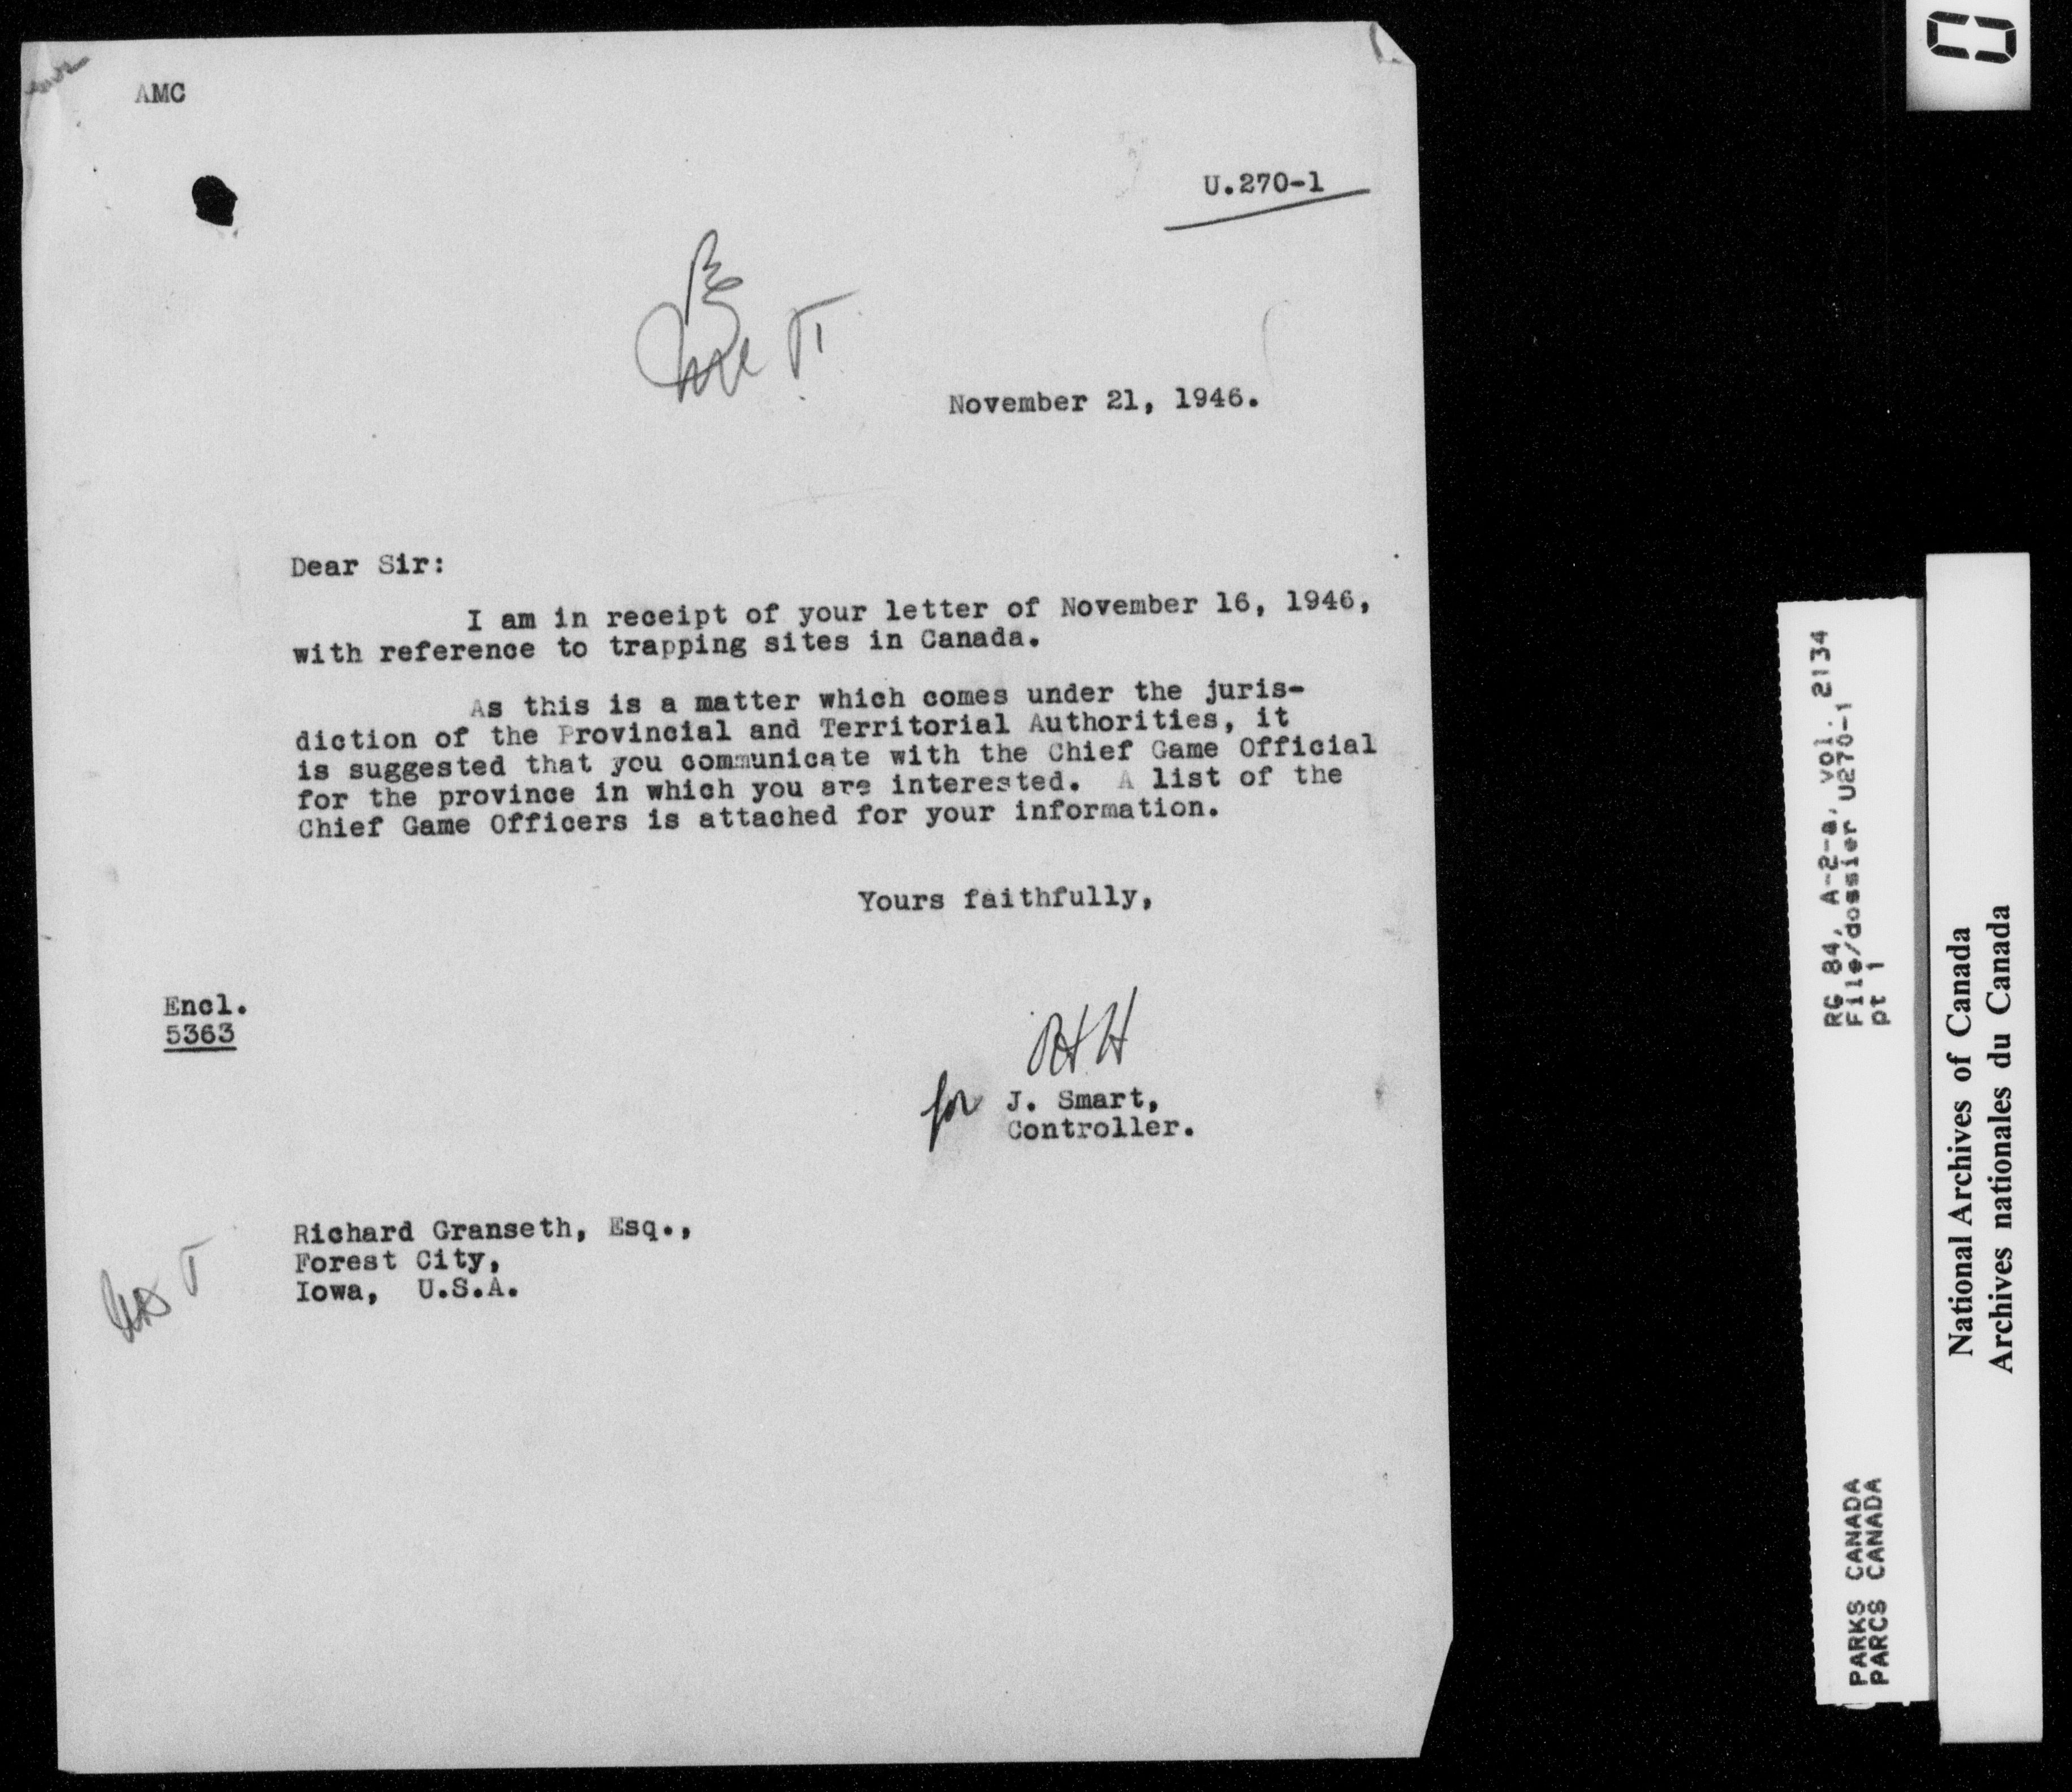 AMC
U.270-1
November 21, 1946.
Dear Sir:
I am in receipt of your letter of November 16, 1946,
with reference to trapping sites in Canada.
As this is a matter which comes under the juris-
diction of the Provincial and Territorial Authorities, it
is suggested that you communicate with the Chief Game Official
for the province in which you are interested.  A list of the
Chief Game Officers is attached for your information.
Yours faithfully,
Encl.
5363
for J. Smart,
Controller.
Richard Granseth, Esq.,
Forest City,
Iowa,  U.S.A.
RG 84, A-2-a, vol. 2134
File/dossier U270-1
pt 1
PARKS CANADA
PARCS CANADA
National Archives of Canada
Archives nationales du Canada